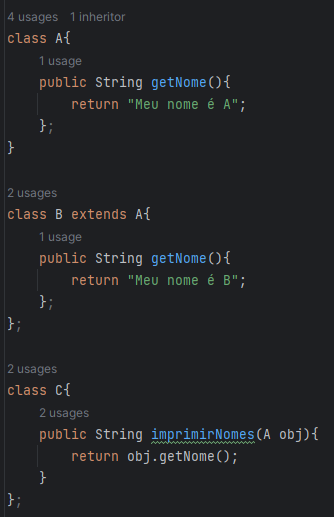 4 usages   1 inheritor
class A{
1 usage
    public String getNome(){
        return "Meu nome é A";
    };
}
2 usages
class B extends A{
1 usage
    public String getNome(){
        return "Meu nome é B";
    };
};
2 usages
class C{
2 usages
    public String imprimirNomes(A obj){
        return obj.getNome();
    }
};